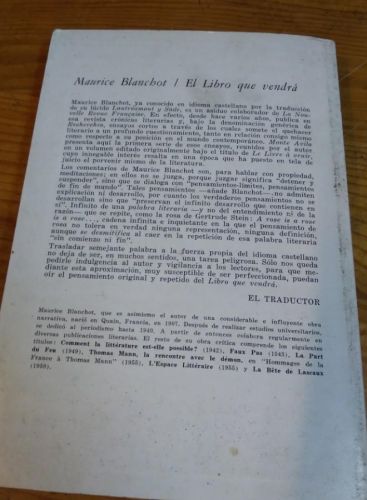 Maurice Blanchot / El Libro que vendrá
Maurice Blanchot, ya conocido en idioma castellano por la traducción
de su lúcido Lautréamont y Sade, es un asiduo colaborador de La Nou-
velle Revue Française. En efecto, desde hace varios años, publica en
esa revista crónicas literarias y, bajo la denominación genérica de
Recherches, ensayos cortos a través de los cuales somete el quehacer
literario a un profundo cuestionamiento, tanto en relación consigo mismo
como respecto a su posición en el mundo contemporáneo. Monte Avila
presenta aquí la primera serie de esos ensayos, reunidos por el autor
en un volumen editado originalmente bajo el título de Le Livre à venir,
cuyo innegable interés resulta en una época que ha puesto en tela de
juicio el porvenir mismo de la literatura.
Los comentarios de Maurice Blanchot son, para hablar con propiedad,
meditaciones; en ellos no se juzga, porque juzgar significa "detener y
suspender", sino que se dialoga con "pensamientos-límites, pensamientos
de fin de mundo". Tales pensamientos —añade Blanchot— no admiten
explicación ni desarrollo, por cuanto los verdaderos pensamientos no se
desarrollan sino que "preservan el infinito desarrollo que contienen en
sí". Infinito de una palabra literaria —y no del entendimiento ni de la
razón— que se repite, como la rosa de Gertrude Stein: A rose is a rose
is a rose..., cadena infinita e inquietante en la que el pensamiento de
rosa no tolera en verdad ninguna representación, ninguna definición,
aunque se desmitifica al caer en la repetición de esa palabra literaria
"sin comienzo ni fin".
Trasladar semejante palabra a la fuerza propia del idioma castellano
no deja de ser, en muchos sentidos, una tarea peligrosa. Sólo nos queda
pedirle indulgencia al autor y vigilancia a los lectores, para que, me-
diante esta aproximación, muy susceptible de ser perfeccionada, puedan
oír el pensamiento original y repetido del Libro que vendrá.
EL TRADUCTOR
Maurice Blanchot, que es asimismo el autor de una considerable e influyente obra
narrativa, nació en Quain, Francia, en 1907. Después de realizar estudios universitarios,
se dedicó al periodismo hasta 1940. A partir de entonces colabora regularmente en
diversas publicaciones literarias. El resto de su obra crítica comprende los siguientes
títulos: Comment la littérature est-elle possible? (1942), Faux Pas (1943), La Part
du Feu (1949), Thomas Mann, la rencontre avec le démon, en "Hommages de la
France à Thomas Mann" (1955), L'Espace Littéraire (1955) y La Bête de Lascaux
(1958).